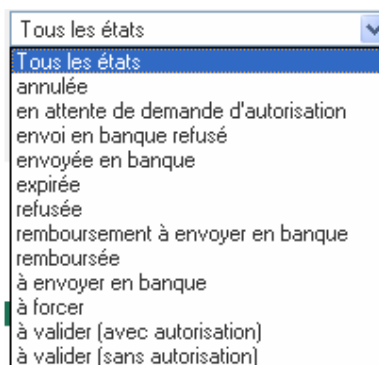 Tous les états
Tous les états
annulée
en attente de demande d'autorisation
envoi en banque refusé
envoyée en banque
expirée
refusée
remboursement à envoyer en banque
remboursée
à envoyer en banque
à forcer
à valider (avec autorisation)
à valider (sans autorisation)